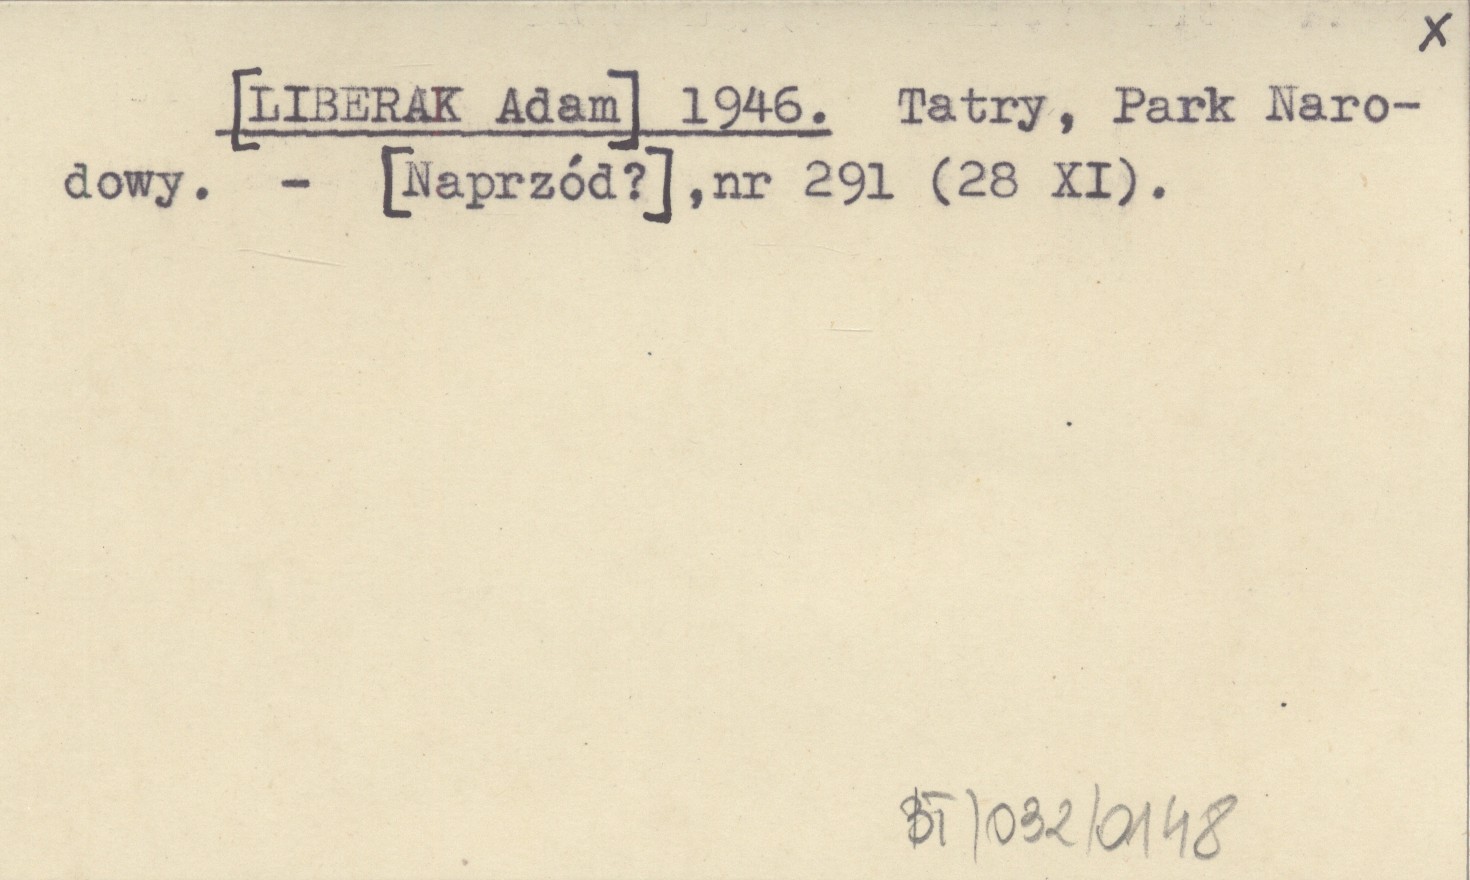 x
[LIBERAK Adam] 1946. Tatry, Park Naro-
dowy. - [Naprzód?],nr 291 (28 XI).
BT/032/0148